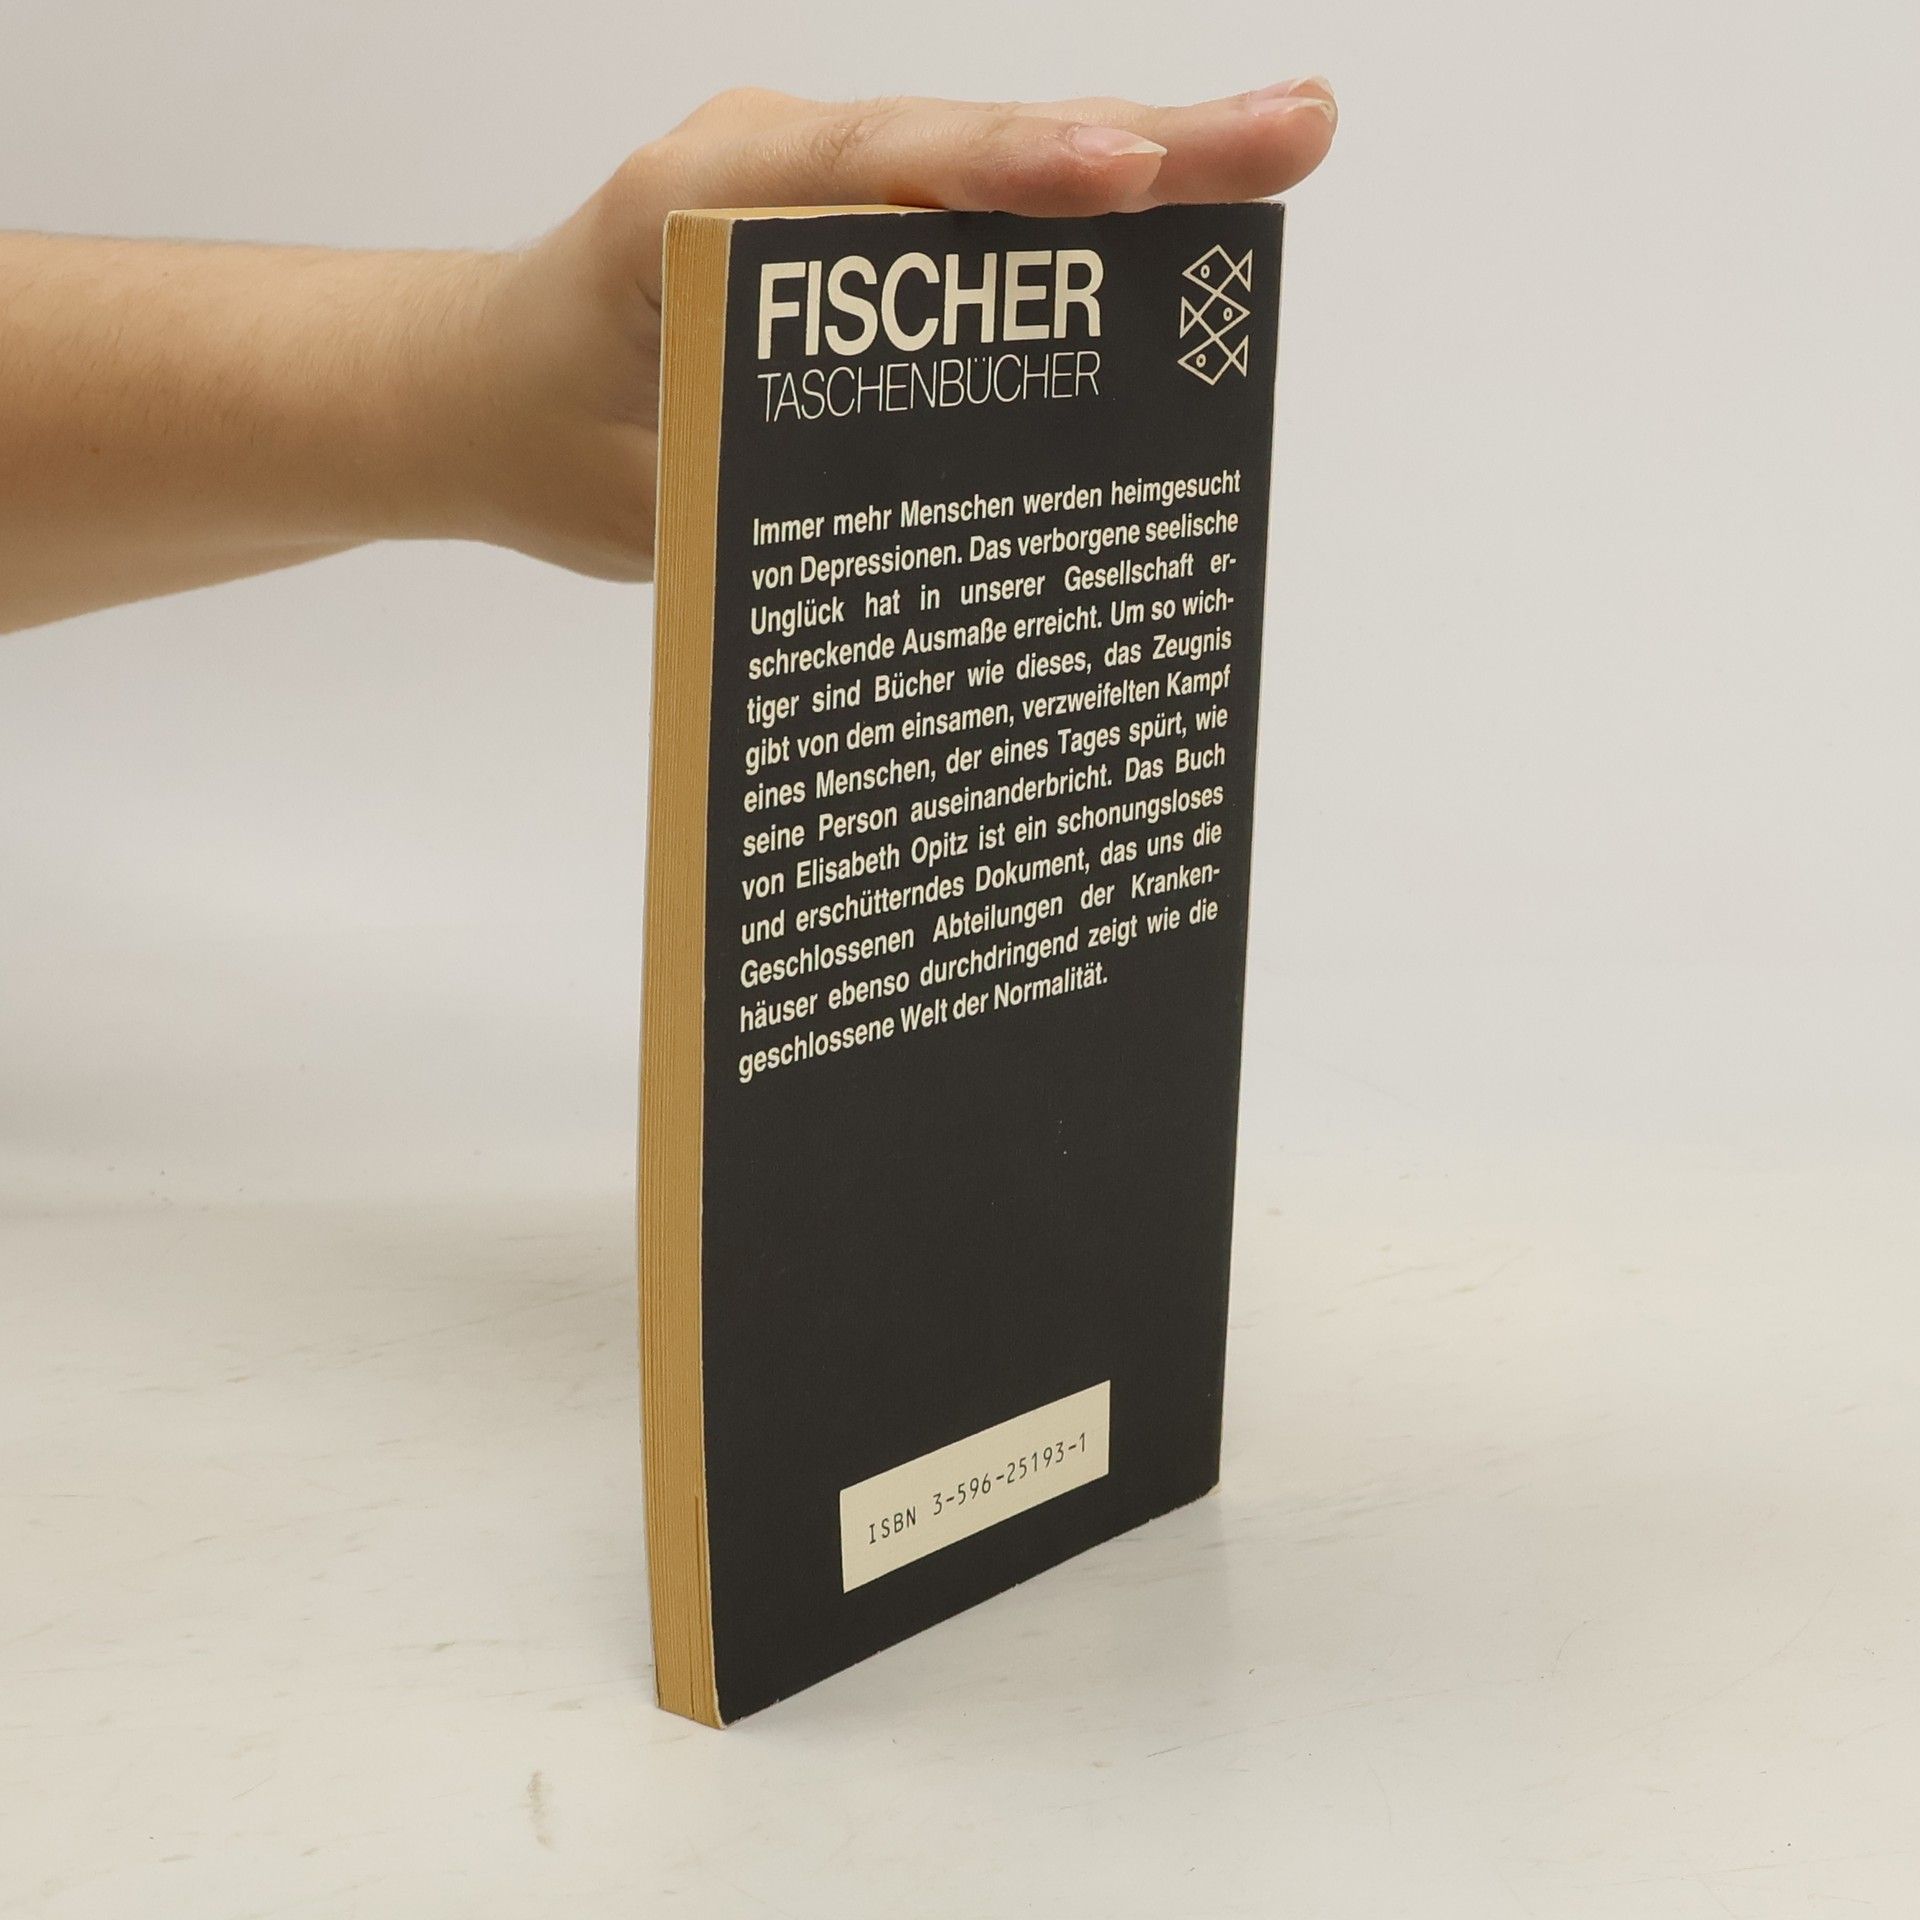 FISCHER
TASCHENBÜCHER
Immer mehr Menschen werden heimgesucht
von Depressionen. Das verborgene seelische
Unglück hat in unserer Gesellschaft er-
schreckende Ausmaße erreicht. Um so wich-
tiger sind Bücher wie dieses, das Zeugnis
gibt von dem einsamen, verzweifelten Kampf
eines Menschen, der eines Tages spürt, wie
seine Person auseinanderbricht. Das Buch
von Elisabeth Opitz ist ein schonungsloses
und erschütterndes Dokument, das uns die
Geschlossenen Abteilungen der Kranken-
häuser ebenso durchdringend zeigt wie die
geschlossene Welt der Normalität.
ISBN 3-596-25193-1